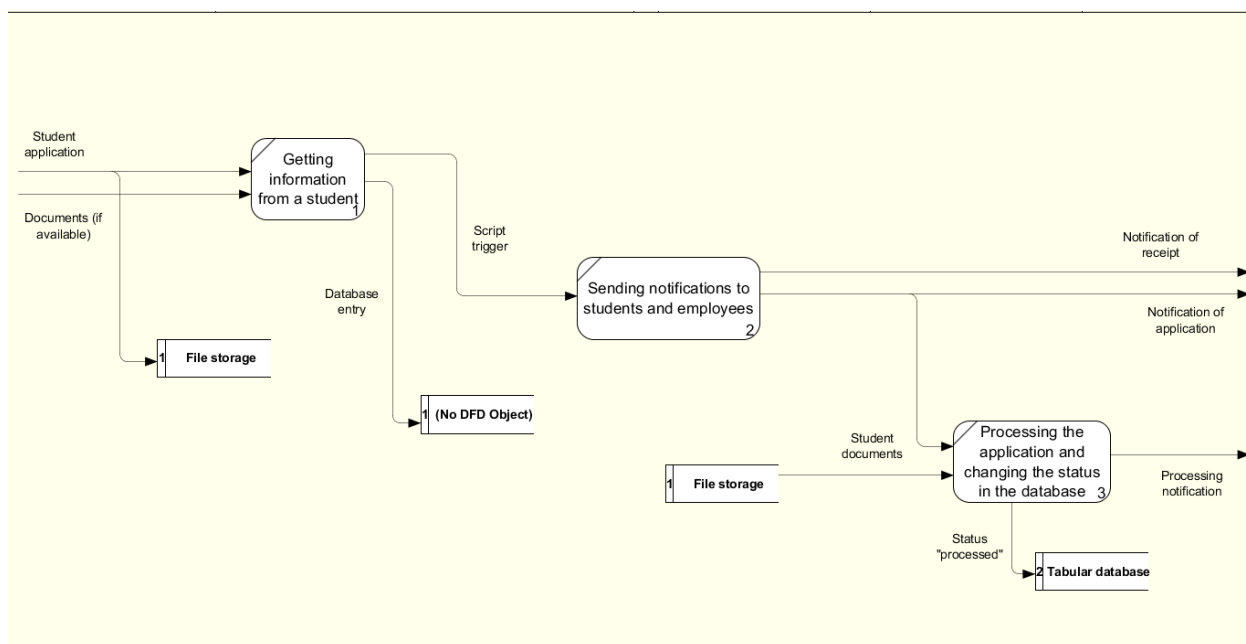 Student
application
Documents (if
available)
Getting
information
from a student
1
Script
trigger
Database
entry
1 File storage
1 (No DFD Object)
Sending notifications to
students and employees
2
Notification of
receipt
Notification of
application
Student
documents
1 File storage
Processing the
application and
changing the status
in the database 3
Processing
notification
Status
"processed"
2 Tabular database